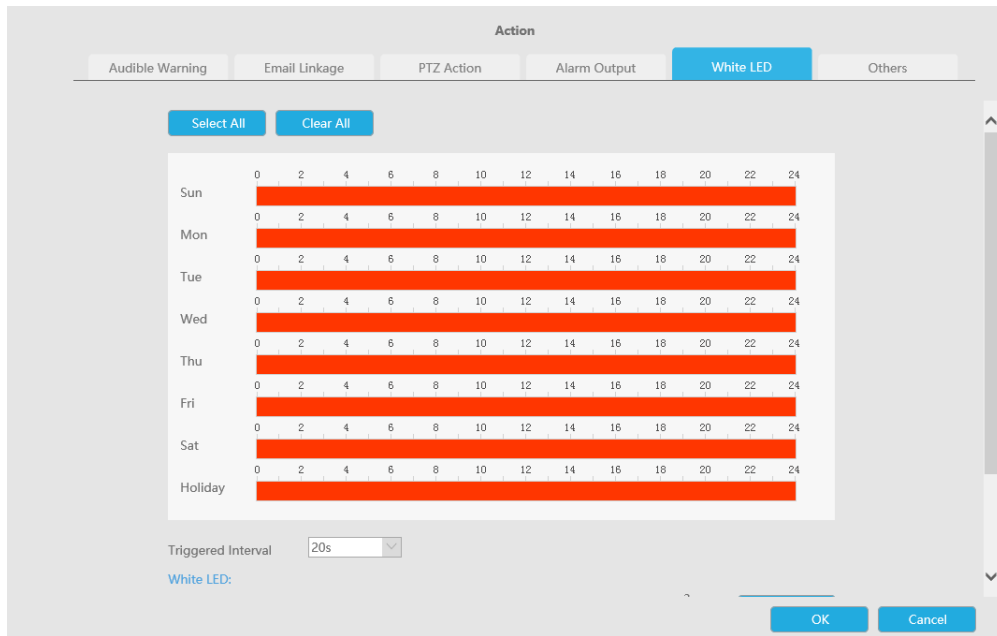 Action
Audible Warning Email Linkage PTZ Action Alarm Output White LED Others
Select All Clear All
0 2 4 6 8 10 12 14 16 18 20 22 24
Sun
0 2 4 6 8 10 12 14 16 18 20 22 24
Mon
0 2 4 6 8 10 12 14 16 18 20 22 24
Tue
0 2 4 6 8 10 12 14 16 18 20 22 24
Wed
0 2 4 6 8 10 12 14 16 18 20 22 24
Thu
0 2 4 6 8 10 12 14 16 18 20 22 24
Fri
0 2 4 6 8 10 12 14 16 18 20 22 24
Sat
0 2 4 6 8 10 12 14 16 18 20 22 24
Holiday
Triggered Interval 20s
White LED:
OK Cancel